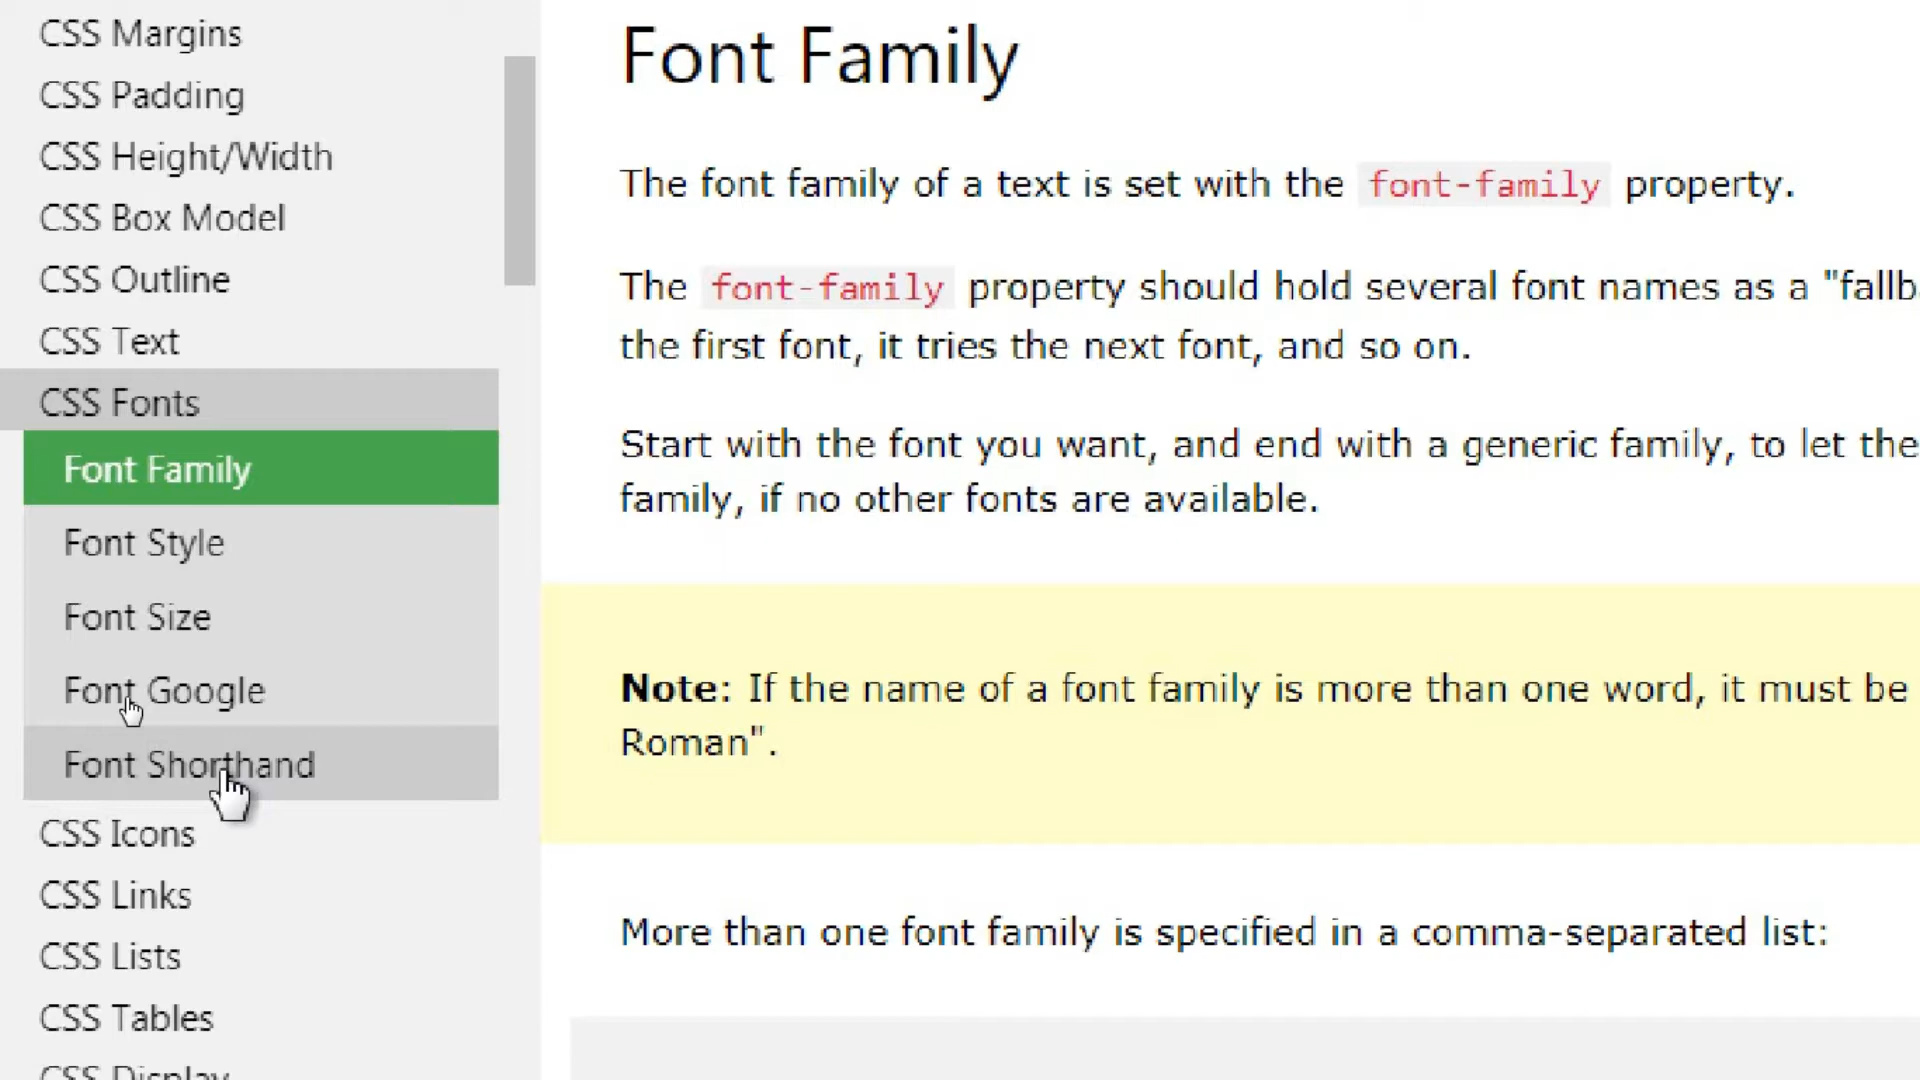 CSS Margins
CSS Padding
CSS Height/Width
CSS Box Model
CSS Outline
CSS Text
CSS Fonts
Font Family
Font Style
Font Size
Font Google
Font Shorthand
CSS Icons
CSS Links
CSS Lists
CSS Tables
CSS Display
Font Family
The font family of a text is set with the font-family property.
The font-family property should hold several font names as a "fallb
the first font, it tries the next font, and so on.
Start with the font you want, and end with a generic family, to let the
family, if no other fonts are available.
Note: If the name of a font family is more than one word, it must be
Roman".
More than one font family is specified in a comma-separated list: